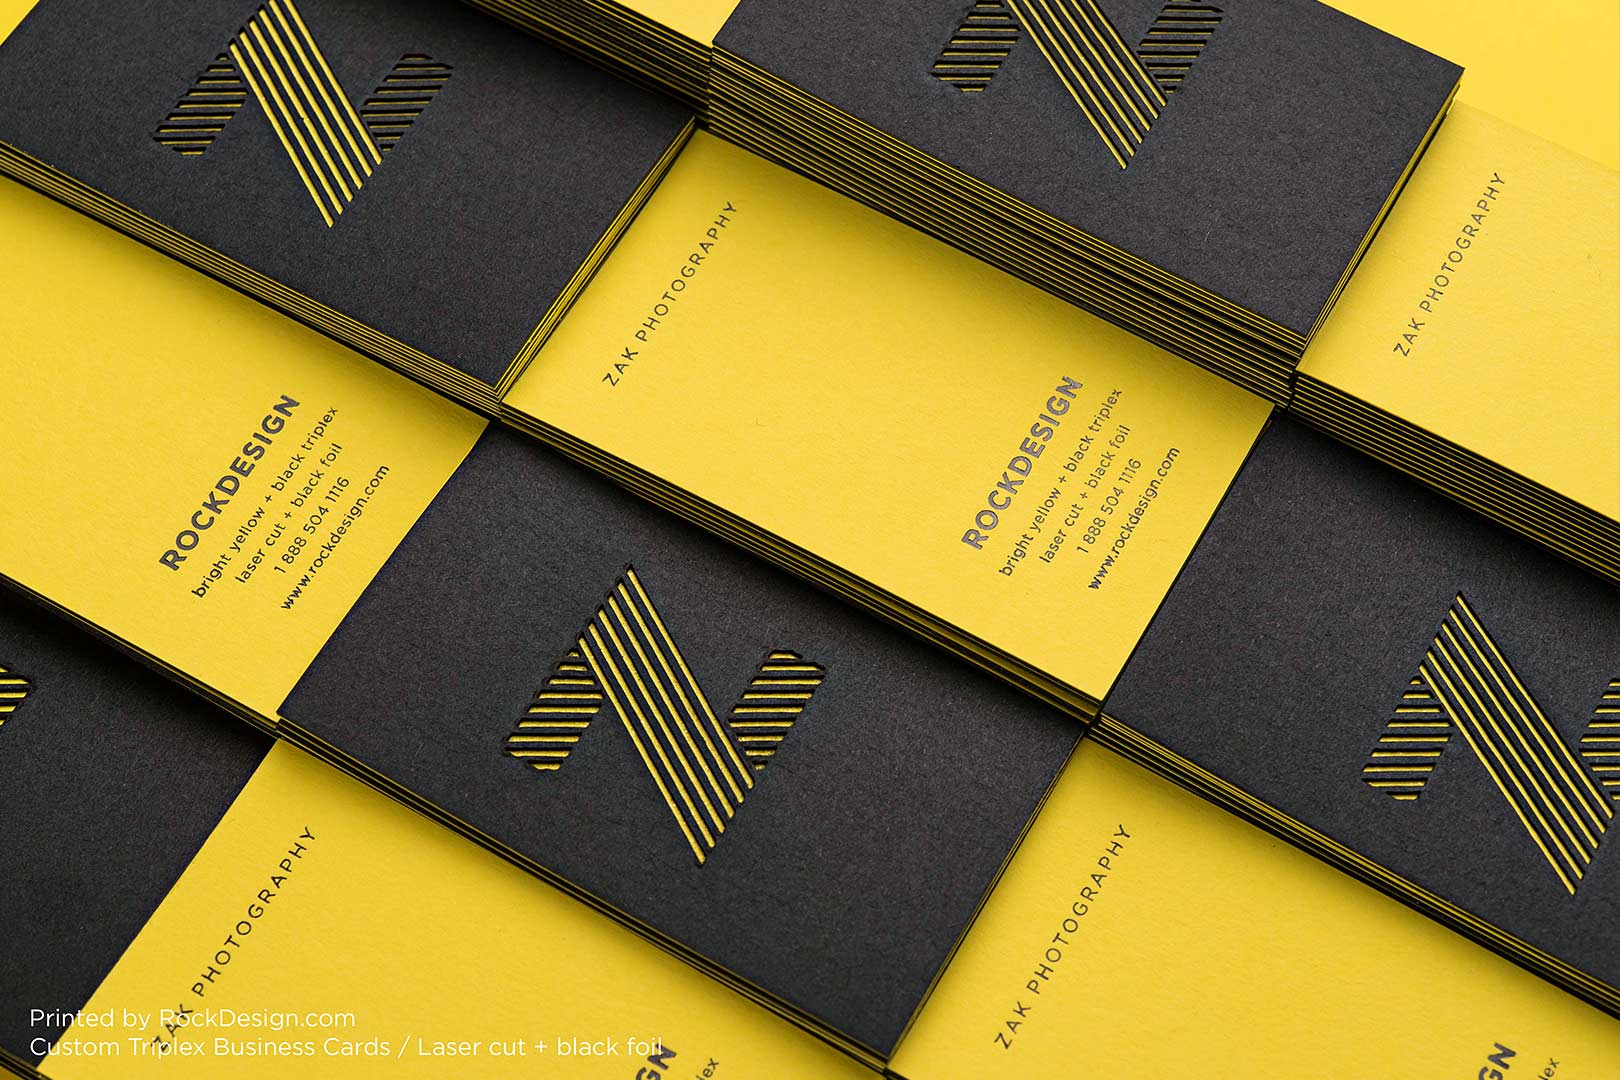 ZAK PHOTOGRAPHY
ZAK PHOTOGRAPHY
ROCKDESIGN
bright yellow + black triplex
laser cut + black foil
1 888 504 1116
www.rockdesign.com
ROCKDESIGN
bright yellow + black triplex
laser cut + black foil
1 888 504 1116
www.rockdesign.com
ZAK PHOTOGRAPHY
ZAK PHOTOGRAPHY
Printed by RockDesign.com
Custom Triplex Business Cards / Laser cut + black foil